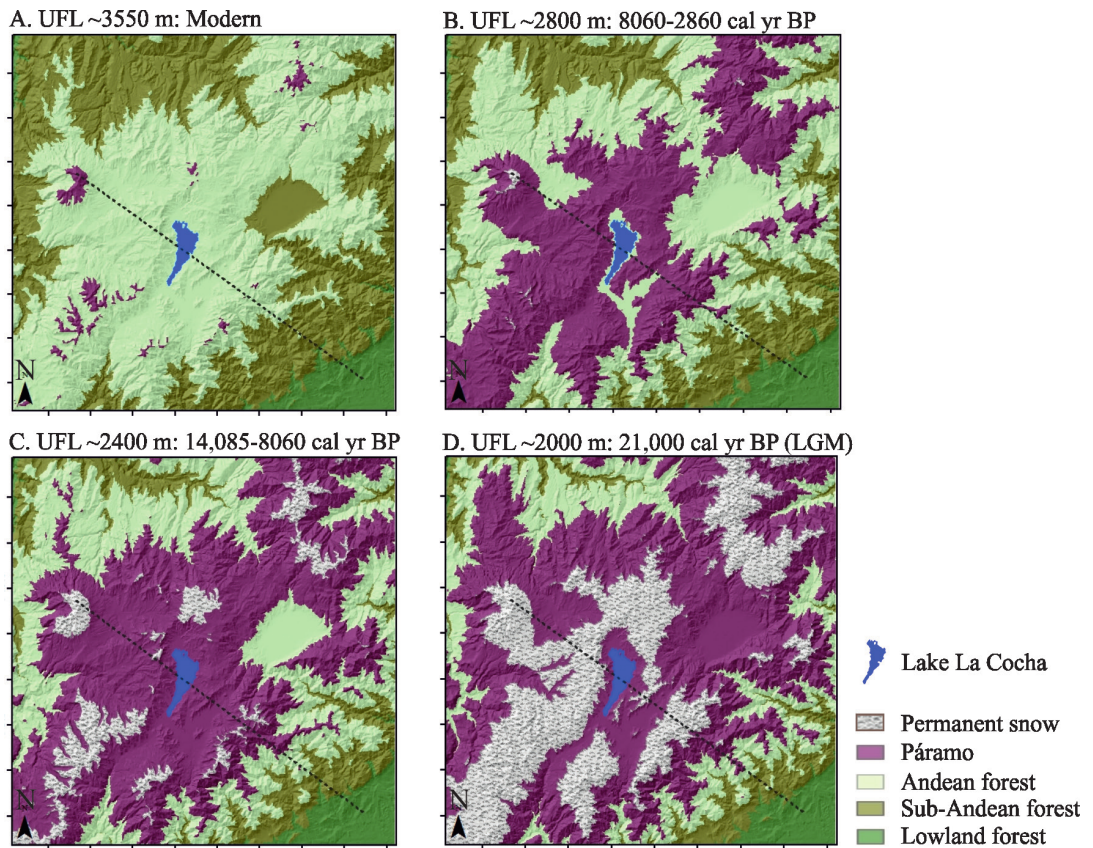 A. UFL ~3550 m: Modern
B. UFL ~2800 m: 8060-2860 cal yr BP
N
N
C. UFL ~2400 m: 14,085-8060 cal yr BP
D. UFL ~2000 m: 21,000 cal yr BP (LGM)
N
N
Lake La Cocha
Permanent snow
Páramo
Andean forest
Sub-Andean forest
Lowland forest